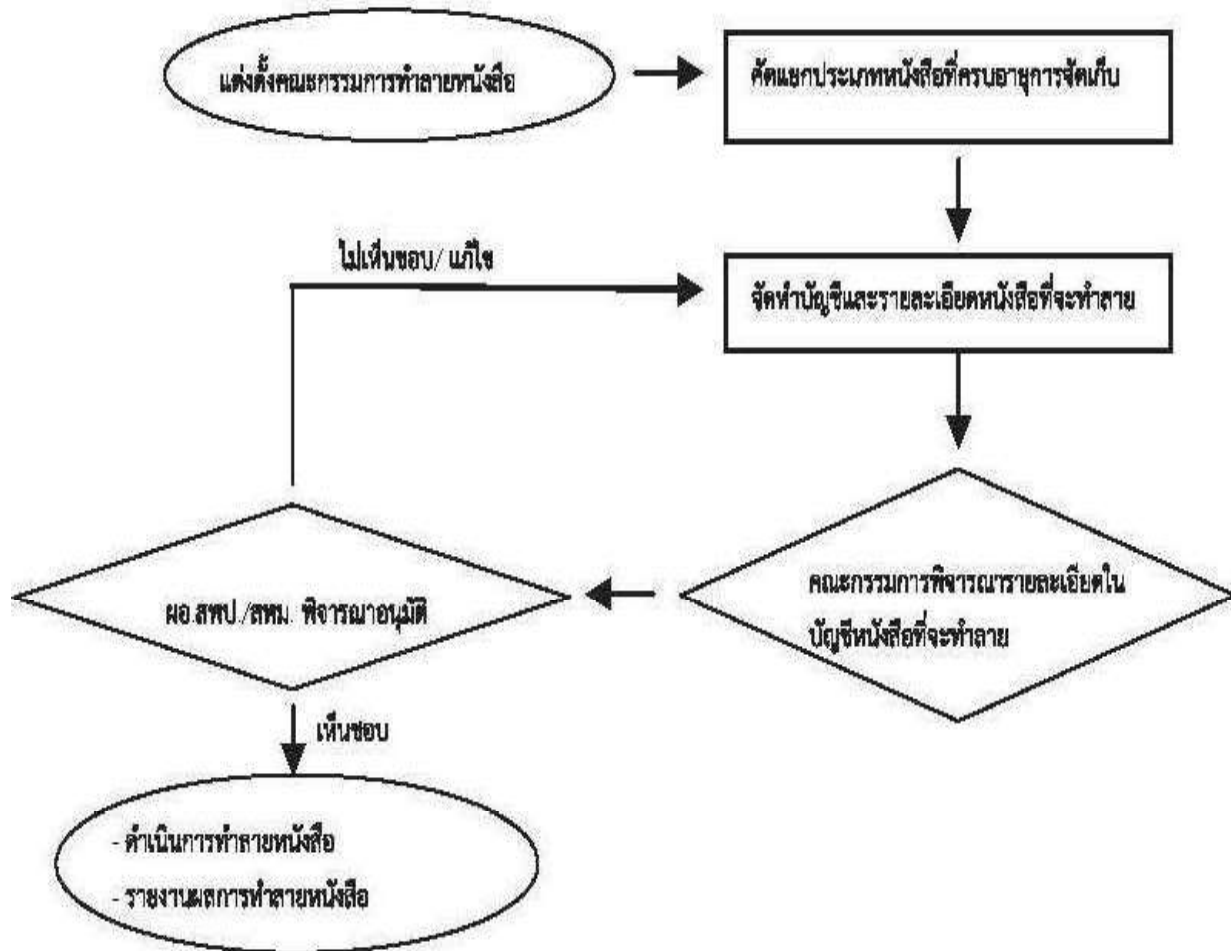 แต่งตั้งคณะกรรมการทำลายหนังสือ
คัดแยกประเภทหนังสือที่ครบอายุการจัดเก็บ
ไม่เห็นชอบ/ แก้ไข
จัดทำบัญชีและรายละเอียดหนังสือที่จะทำลาย
คณะกรรมการพิจารณารายละเอียดใน
บัญชีหนังสือที่จะทำลาย
ผอ.สพป./สพม. พิจารณาอนุมัติ
เห็นชอบ
- ดำเนินการทำลายหนังสือ
- รายงานผลการทำลายหนังสือ